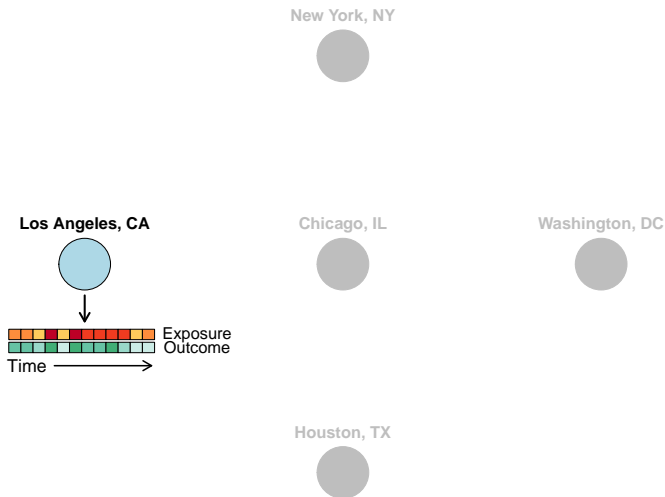 New York, NY
Los Angeles, CA
Chicago, IL
Washington, DC
Exposure
Outcome
Time
Houston, TX